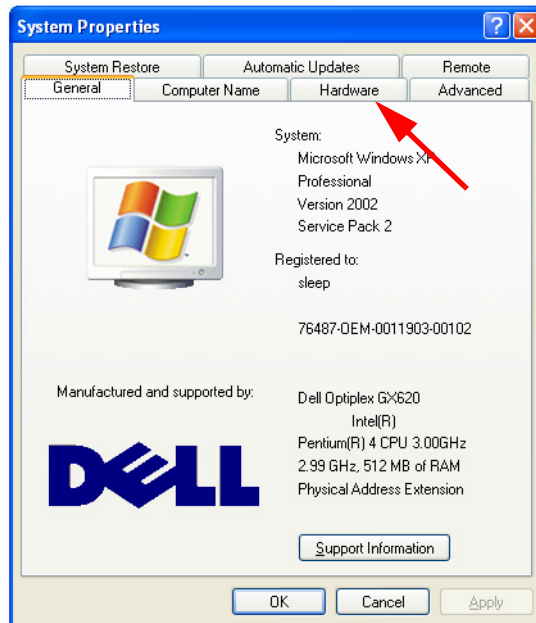 System Properties
System Restore Automatic Updates Remote
General Computer Name Hardware Advanced
System:
Microsoft Windows XP
Professional
Version 2002
Service Pack 2
Registered to:
sleep
76487-OEM-0011903-00102
Manufactured and supported by:
DELL
Dell Optiplex GX620
Intel(R)
Pentium(R) 4 CPU 3.00GHz
2.99 GHz, 512 MB of RAM
Physical Address Extension
Support Information
OK Cancel Apply